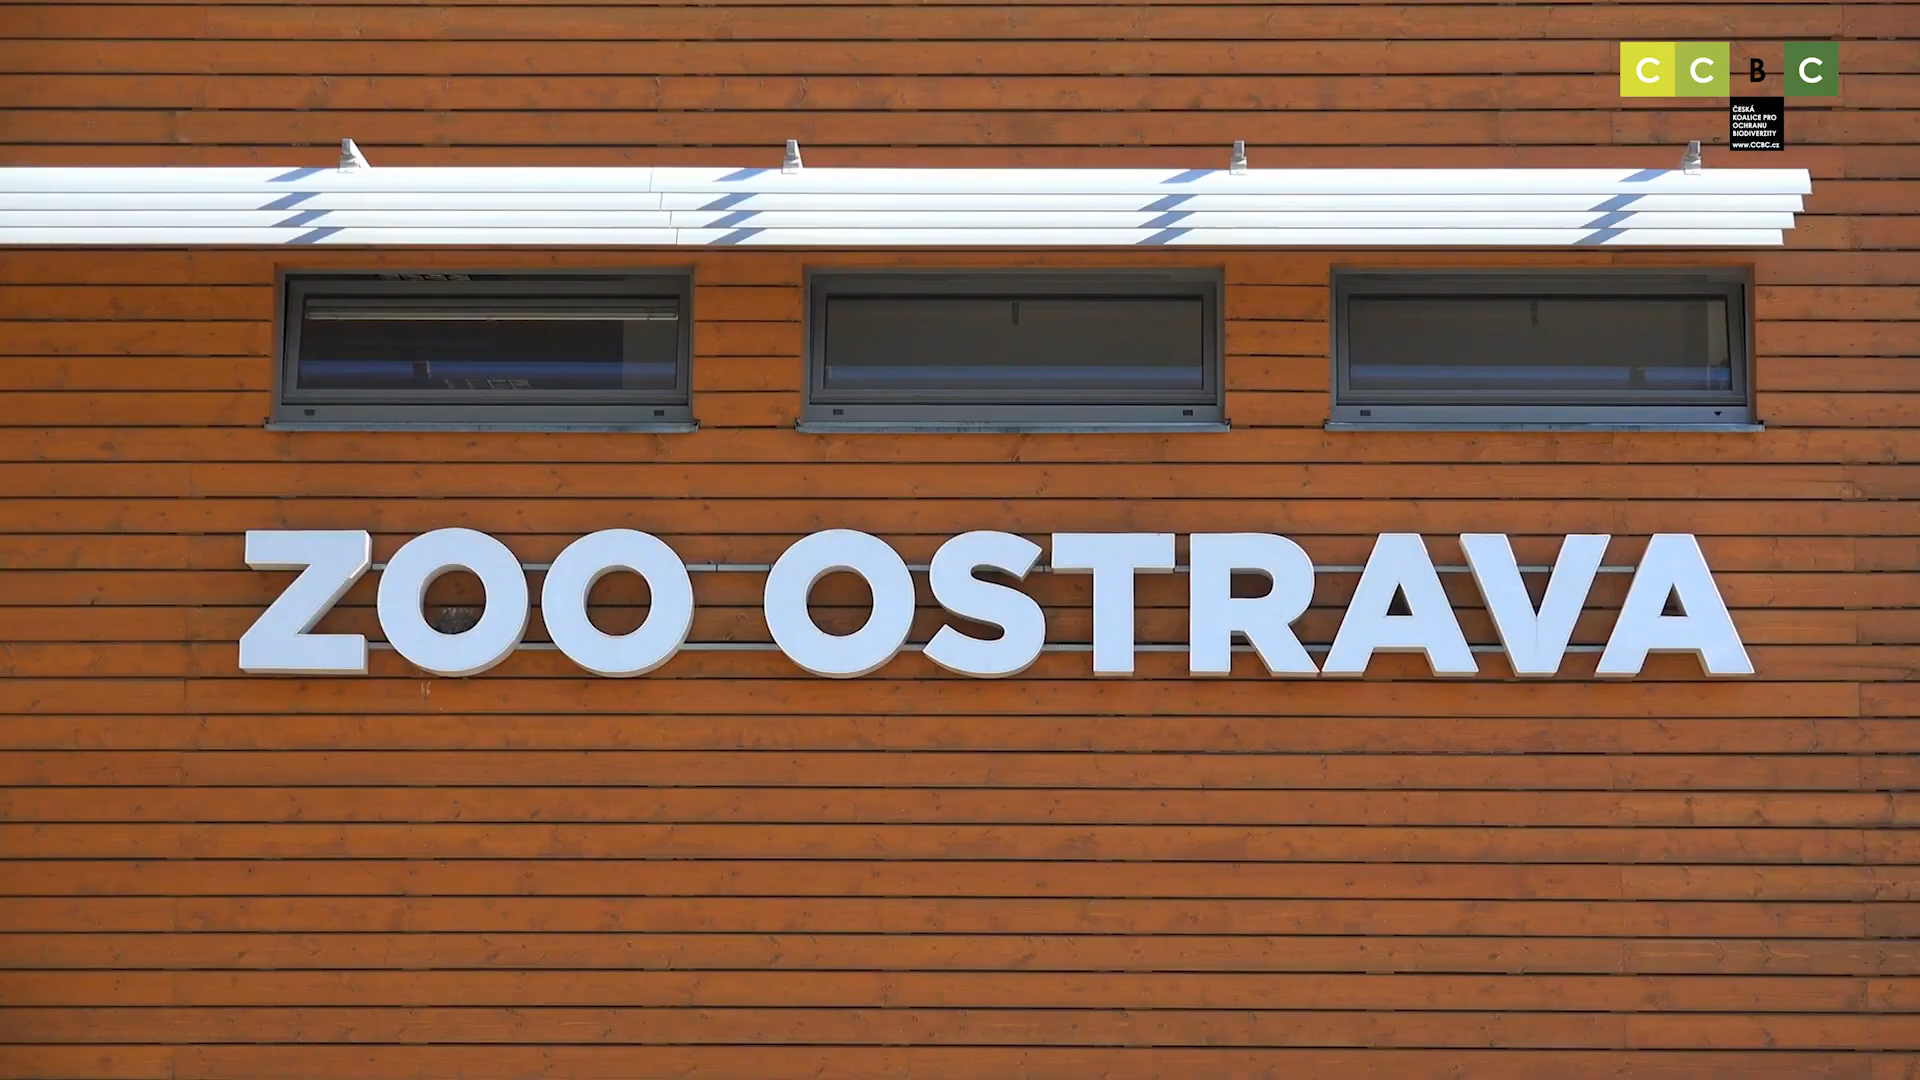 C C B C
ČESKÁ
KOALICE PRO
OCHRANU
BIODIVERZITY
www.CCBC.cz
ZOO OSTRAVA